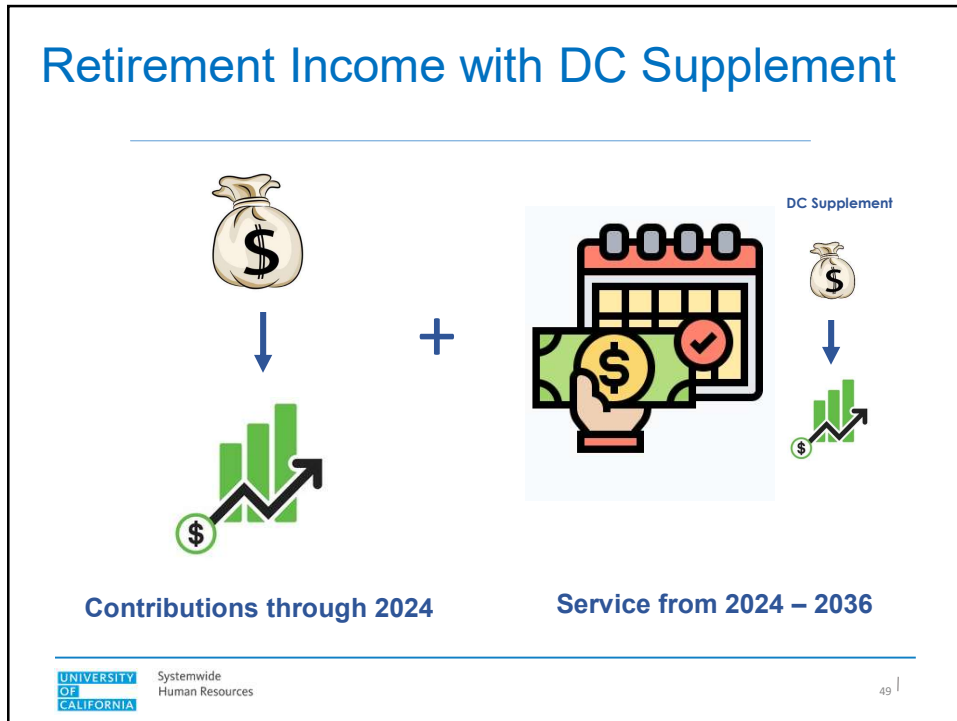 Retirement Income with DC Supplement
$
+
$
DC Supplement
$
$
$
Contributions through 2024
Service from 2024 – 2036
UNIVERSITY
OF
CALIFORNIA
Systemwide
Human Resources
49